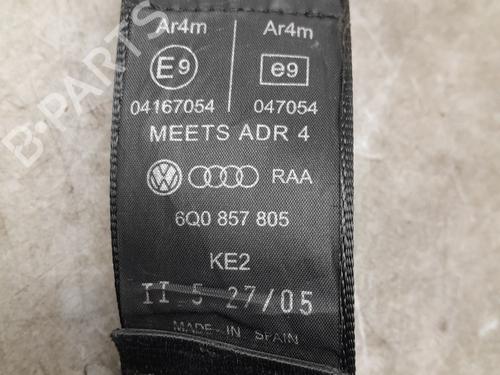 Ar4m Ar4m
E9 e9
04167054 047054
MEETS ADR 4
VW RAA
6Q0 857 805
KE2
II 5 27/05
MADE IN SPAIN
B-PARTS